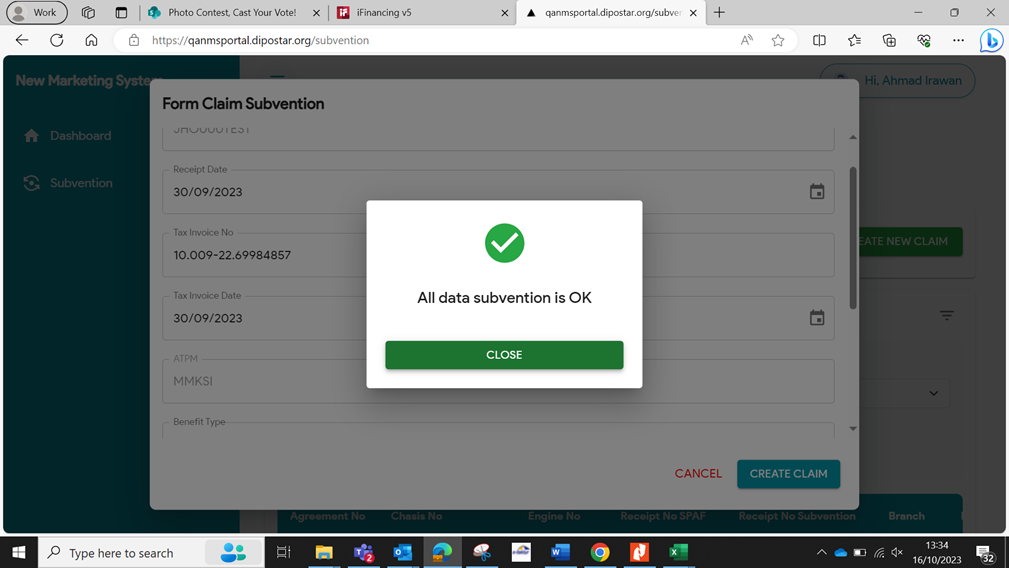 Work
Photo Contest, Cast Your Vote!
iFinancing v5
qanmsportal.dipostar.org/subven
https://qanmsportal.dipostar.org/subvention
New Marketing Syste
Hi, Ahmad Irawan
Form Claim Subvention
JHO0001TEST
Dashboard
Receipt Date
30/09/2023
Subvention
Tax Invoice No
10.009-22.69984857
EATE NEW CLAIM
All data subvention is OK
Tax Invoice Date
30/09/2023
CLOSE
ATPM
MMKSI
Benefit Type
CANCEL
CREATE CLAIM
Agreement No
Chasis No
Engine No
Receipt No SPAF
Receipt No Subvention
Branch
Type here to search
2
13:34
16/10/2023
32